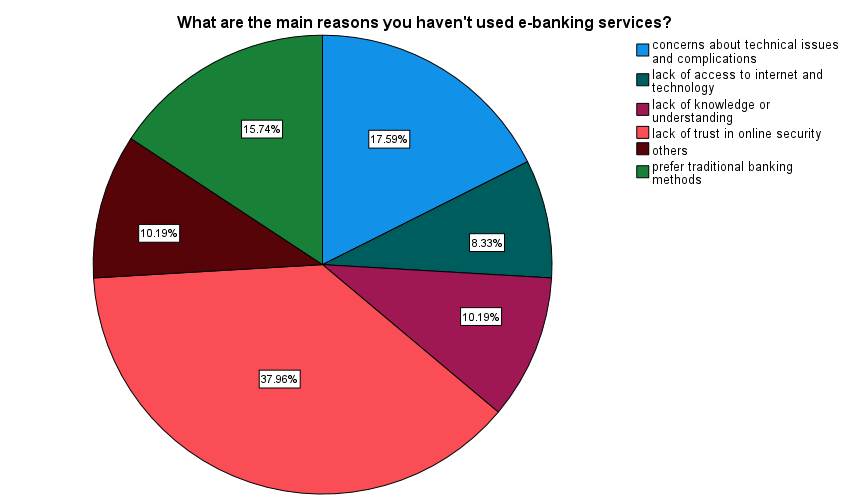 What are the main reasons you haven't used e-banking services?
concerns about technical issues
and complications
lack of access to internet and
technology
lack of knowledge or
understanding
lack of trust in online security
others
prefer traditional banking
methods
15.74%
17.59%
10.19%
8.33%
10.19%
37.96%